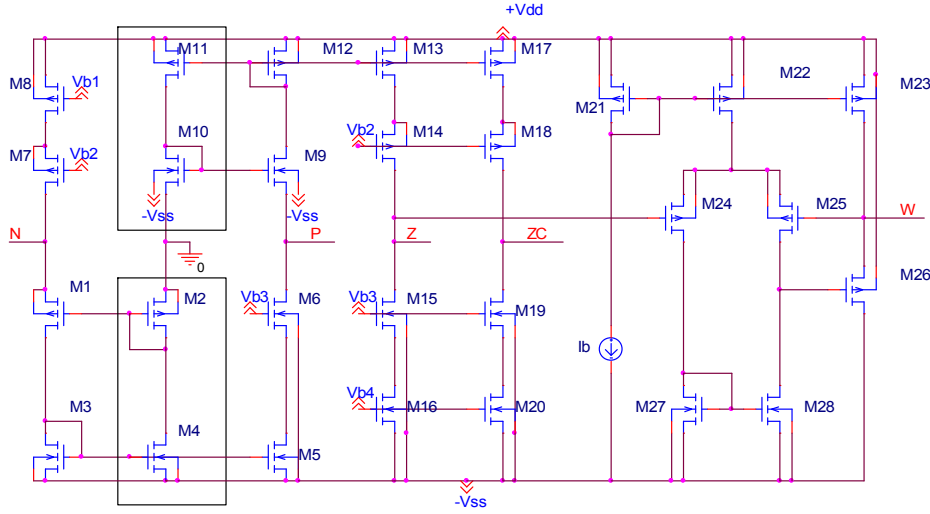 +Vdd
M11 M12 M13 M17
M8 Vb1 M22 M23
M21
Vb2 M14 M18
M7 Vb2 M10 M9
-Vss -Vss M24 M25 W
N P Z ZC
0
M1 M2 Vb3 M6 Vb3 M15 M19 M26
Ib
Vb4
M3 M4 M5 M16 M20 M27 M28
-Vss